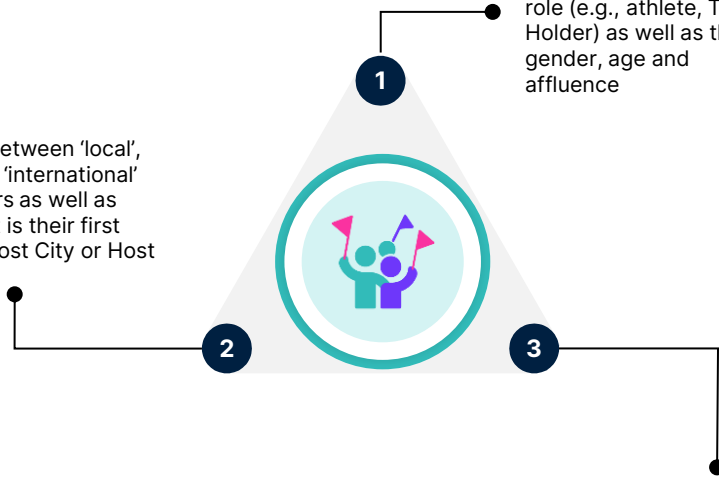 role (e.g., athlete, T
Holder) as well as th
gender, age and
affluence
1
etween ‘local’,
‘international’
rs as well as
t is their first
ost City or Host
2
3